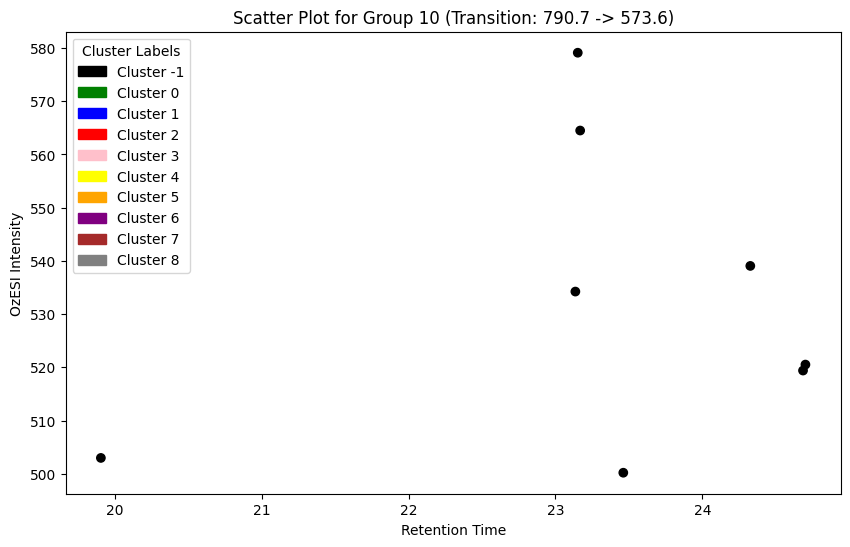 Scatter Plot for Group 10 (Transition: 790.7 -> 573.6)
Cluster Labels
Cluster -1
Cluster 0
Cluster 1
Cluster 2
Cluster 3
Cluster 4
Cluster 5
Cluster 6
Cluster 7
Cluster 8
OzESI Intensity
580
570
560
550
540
530
520
510
500
20
21
22
23
24
Retention Time